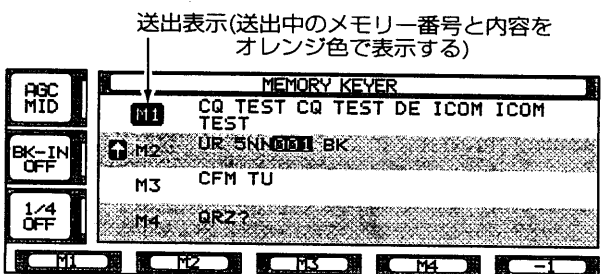 送出表示(送出中のメモリー番号と内容を
オレンジ色で表示する)
MEMORY KEYER
AGC
MID
M1 CQ TEST CQ TEST DE ICOM ICOM
TEST
BK-IN
OFF
M2 UR 5NN001 BK
M3 CFM TU
1/4
OFF
M4 QRZ?
M1 M2 M3 M4 -1